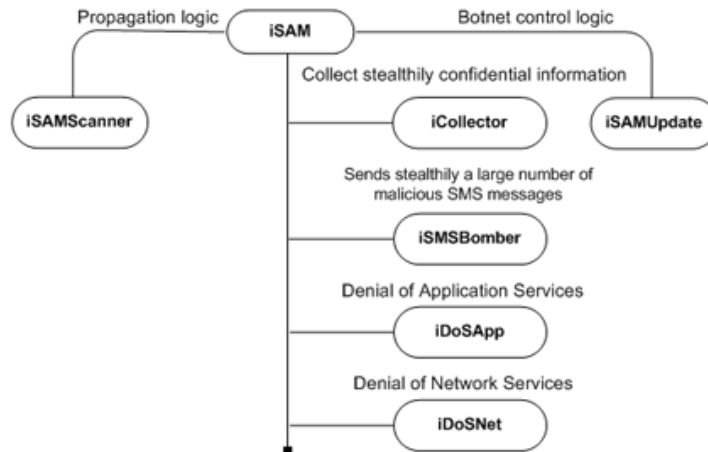 Propagation logic
iSAM
Botnet control logic
Collect stealthily confidential information
iSAMScanner
iCollector
iSAMUpdate
Sends stealthily a large number of
malicious SMS messages
iSMSBomber
Denial of Application Services
iDoSApp
Denial of Network Services
iDoSNet